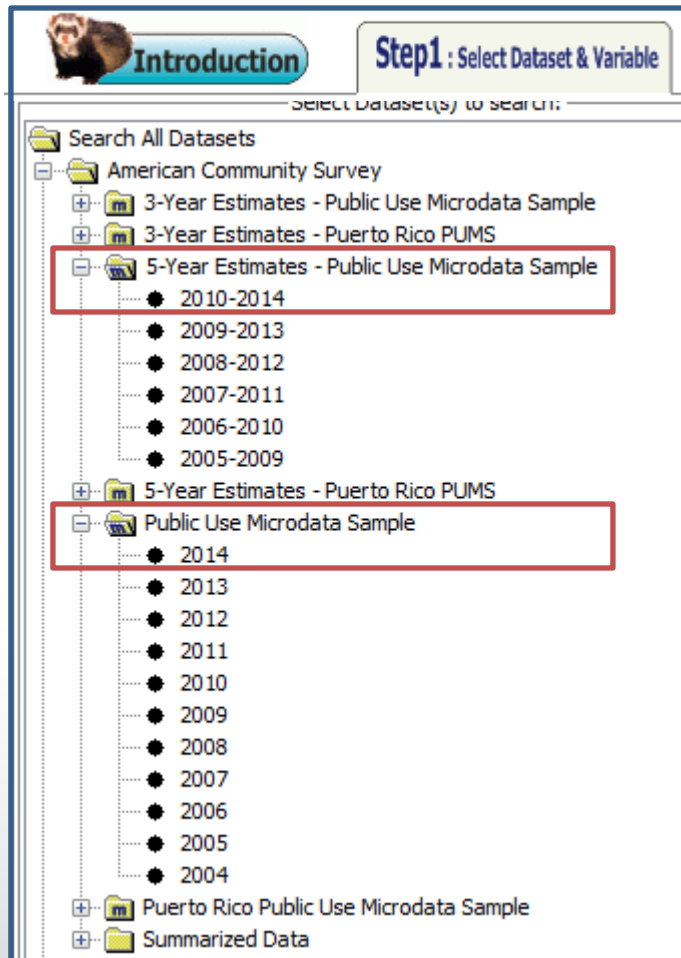 Introduction
Step1 : Select Dataset & Variable
Select Dataset(s) to search:
Search All Datasets
American Community Survey
3-Year Estimates - Public Use Microdata Sample
3-Year Estimates - Puerto Rico PUMS
5-Year Estimates - Public Use Microdata Sample
2010-2014
2009-2013
2008-2012
2007-2011
2006-2010
2005-2009
5-Year Estimates - Puerto Rico PUMS
Public Use Microdata Sample
2014
2013
2012
2011
2010
2009
2008
2007
2006
2005
2004
Puerto Rico Public Use Microdata Sample
Summarized Data